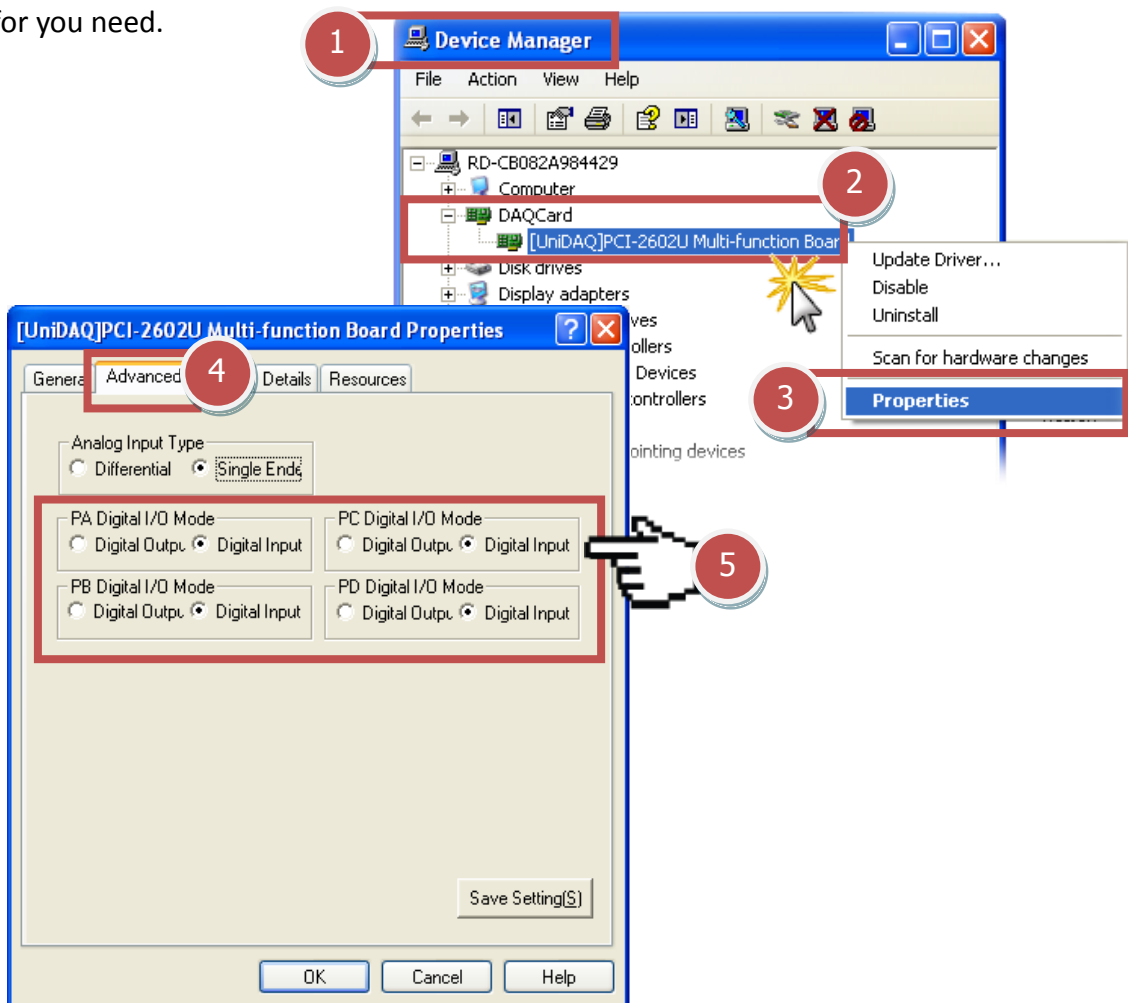 for you need.
1
Device Manager
File Action View Help
RD-CB082A984429
2
Computer
DAQCard
[UniDAQ]PCI-2602U Multi-function Boar
Disk drives
Display adapters
Update Driver...
Disable
Uninstall
Scan for hardware changes
3
Properties
ves
ollers
Devices
controllers
ointing devices
[UniDAQ]PCI-2602U Multi-function Board Properties
Genera Advanced 4 Details Resources
Analog Input Type
Differential Single Ende
PA Digital I/O Mode
Digital Outpu Digital Input
PC Digital I/O Mode
Digital Outpu Digital Input
5
PB Digital I/O Mode
Digital Outpu Digital Input
PD Digital I/O Mode
Digital Outpu Digital Input
Save Setting(S)
OK Cancel Help